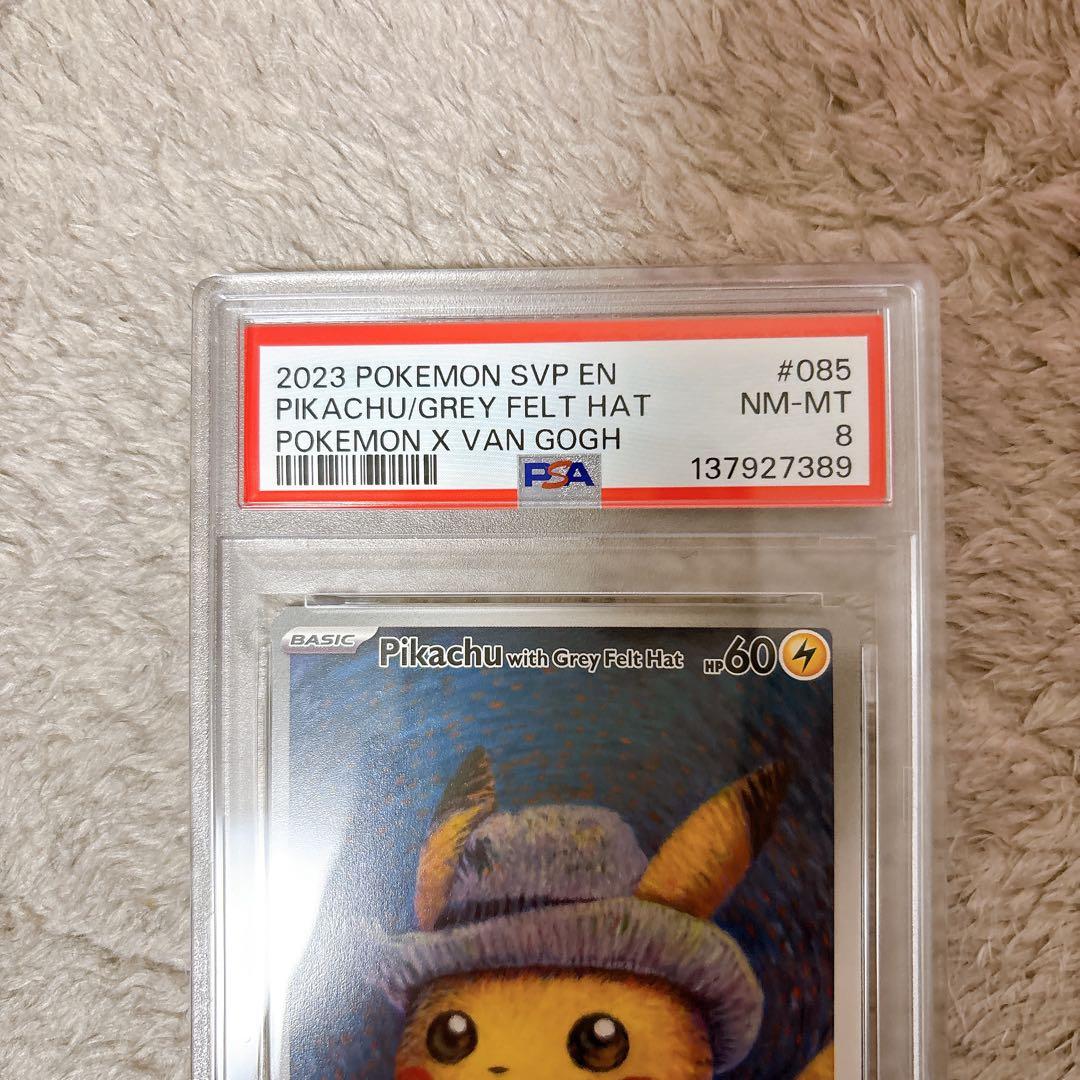 2023 POKEMON SVP EN #085
PIKACHU/GREY FELT HAT NM-MT
POKEMON X VAN GOGH 8
PSA 137927389
BASIC Pikachu with Grey Felt Hat HP60